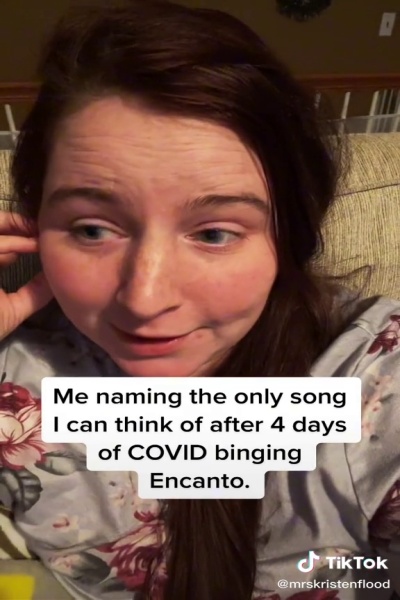 Me naming the only song
I can think of after 4 days
of COVID binging
Encanto.
TikTok
@mrskristenflood